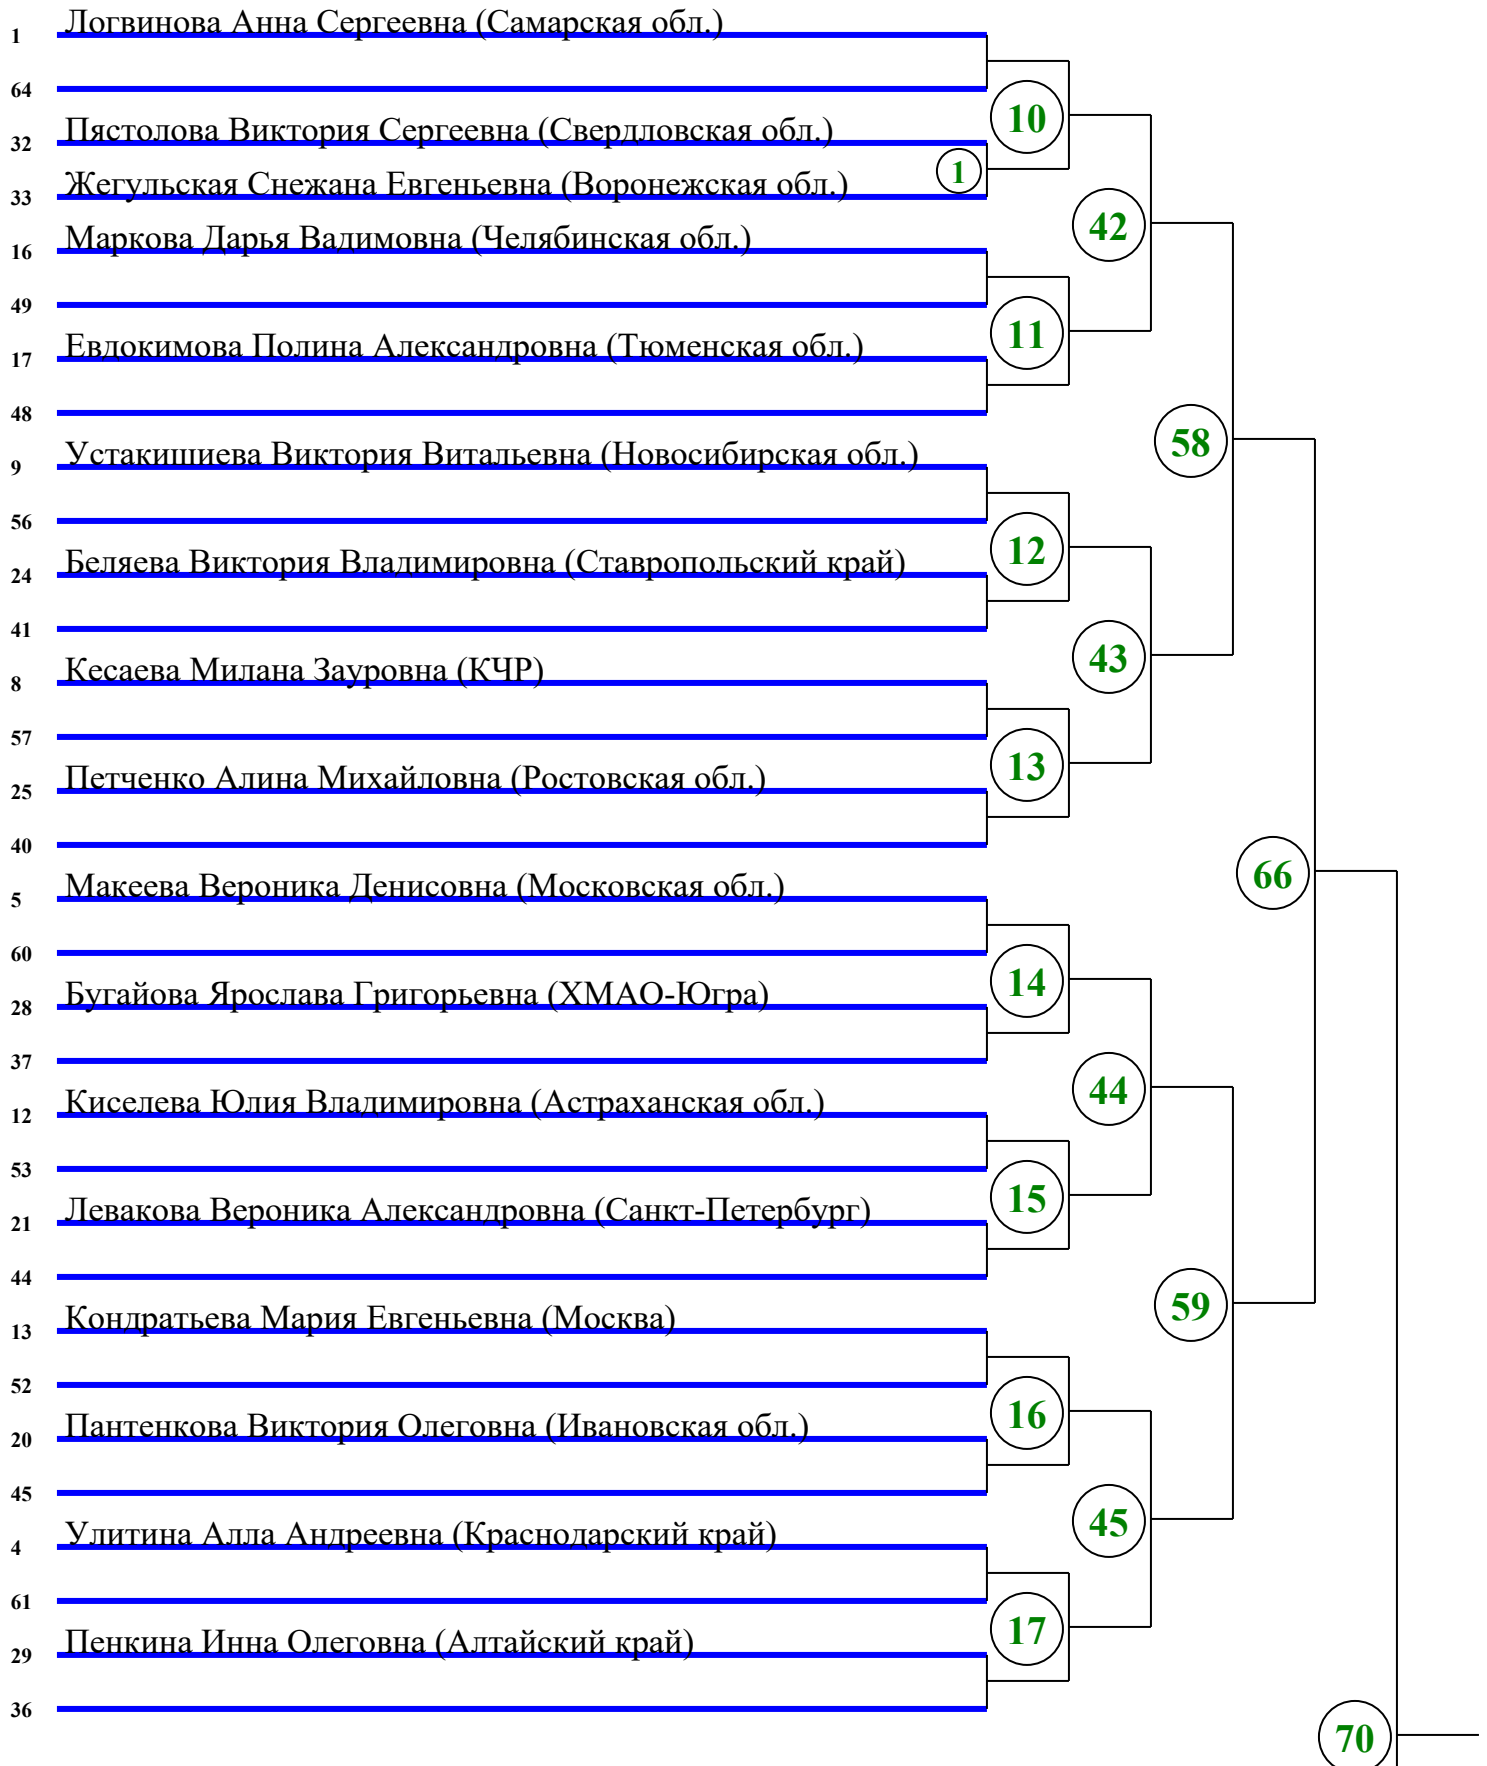 1 Логвинова Анна Сергеевна (Самарская обл.)
64
10
32 Пястолова Виктория Сергеевна (Свердловская обл.)
1
33 Жегульская Снежана Евгеньевна (Воронежская обл.)
42
16 Маркова Дарья Вадимовна (Челябинская обл.)
49
11
17 Евдокимова Полина Александровна (Тюменская обл.)
48
58
9 Устакишиева Виктория Витальевна (Новосибирская обл.)
56
12
24 Беляева Виктория Владимировна (Ставропольский край)
41
43
8 Кесаева Милана Зауровна (КЧР)
57
13
25 Петченко Алина Михайловна (Ростовская обл.)
40
66
5 Макеева Вероника Денисовна (Московская обл.)
60
14
28 Бугайова Ярослава Григорьевна (ХМАО-Югра)
37
44
12 Киселева Юлия Владимировна (Астраханская обл.)
53
15
21 Левакова Вероника Александровна (Санкт-Петербург)
44
59
13 Кондратьева Мария Евгеньевна (Москва)
52
16
20 Пантенкова Виктория Олеговна (Ивановская обл.)
45
45
4 Улитина Алла Андреевна (Краснодарский край)
61
17
29 Пенкина Инна Олеговна (Алтайский край)
36
70